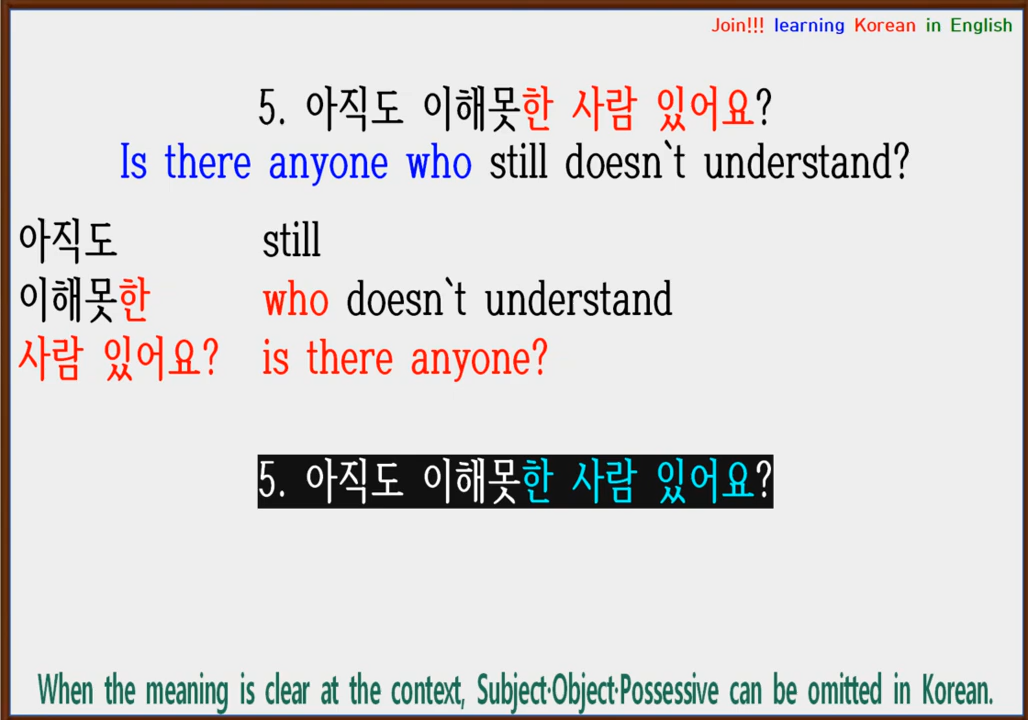 Join!!! learning Korean in English
5. 아직도 이해못한 사람 있어요?
Is there anyone who still doesn`t understand?
아직도 still
이해못한 who doesn`t understand
사람 있어요? is there anyone?
5. 아직도 이해못한 사람 있어요?
When the meaning is clear at the context, Subject·Object·Possessive can be omitted in Korean.